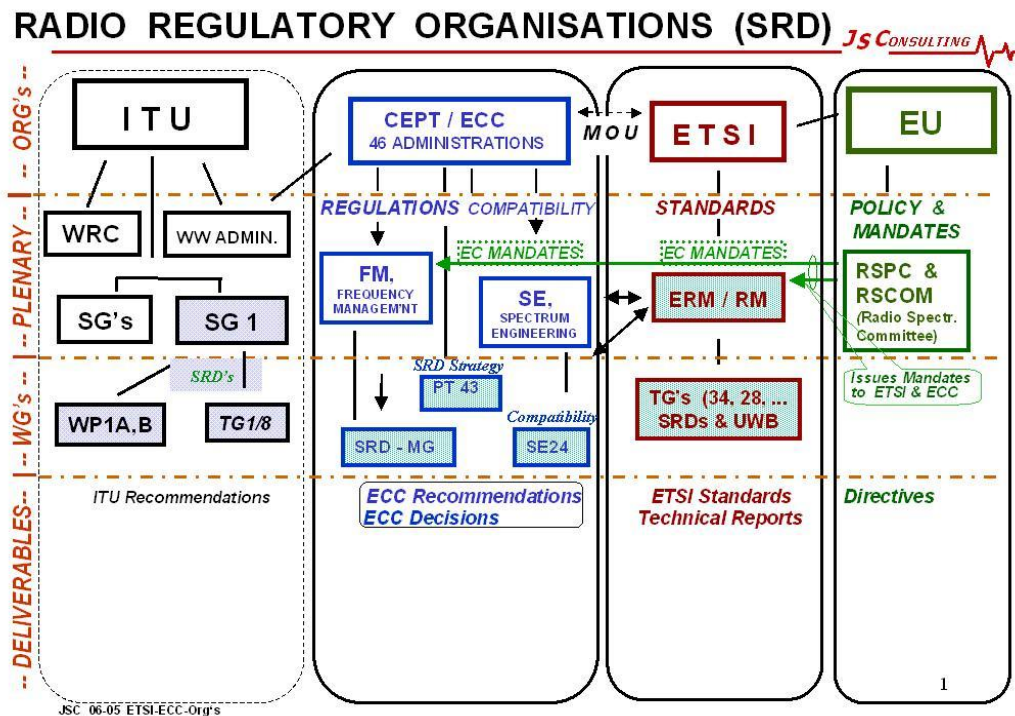 RADIO REGULATORY ORGANISATIONS (SRD)
JSCONSULTING
-- ORG's --
ITU
CEPT / ECC
46 ADMINISTRATIONS
MOU
ETSI
EU
-- PLENARY --
WRC
WW ADMIN.
REGULATIONS
COMPATIBILITY
STANDARDS
POLICY &
MANDATES
EC MANDATES
EC MANDATES
SG's
SG 1
FM,
FREQUENCY
MANAGEM'NT
SE,
SPECTRUM
ENGINEERING
ERM / RM
RSPC &
RSCOM
(Radio Spectr.
Committee)
-- WG's --
SRD's
WP1A,B
TG1/8
SRD Strategy
PT 43
SRD - MG
Compatibility
SE24
TG's (34, 28, ...
SRDs & UWB
Issues Mandates
to ETSI & ECC
-- DELIVERABLES--
ITU Recommendations
ECC Recommendations
ECC Decisions
ETSI Standards
Technical Reports
Directives
1
JSC 06-05 ETSI-ECC-Org's